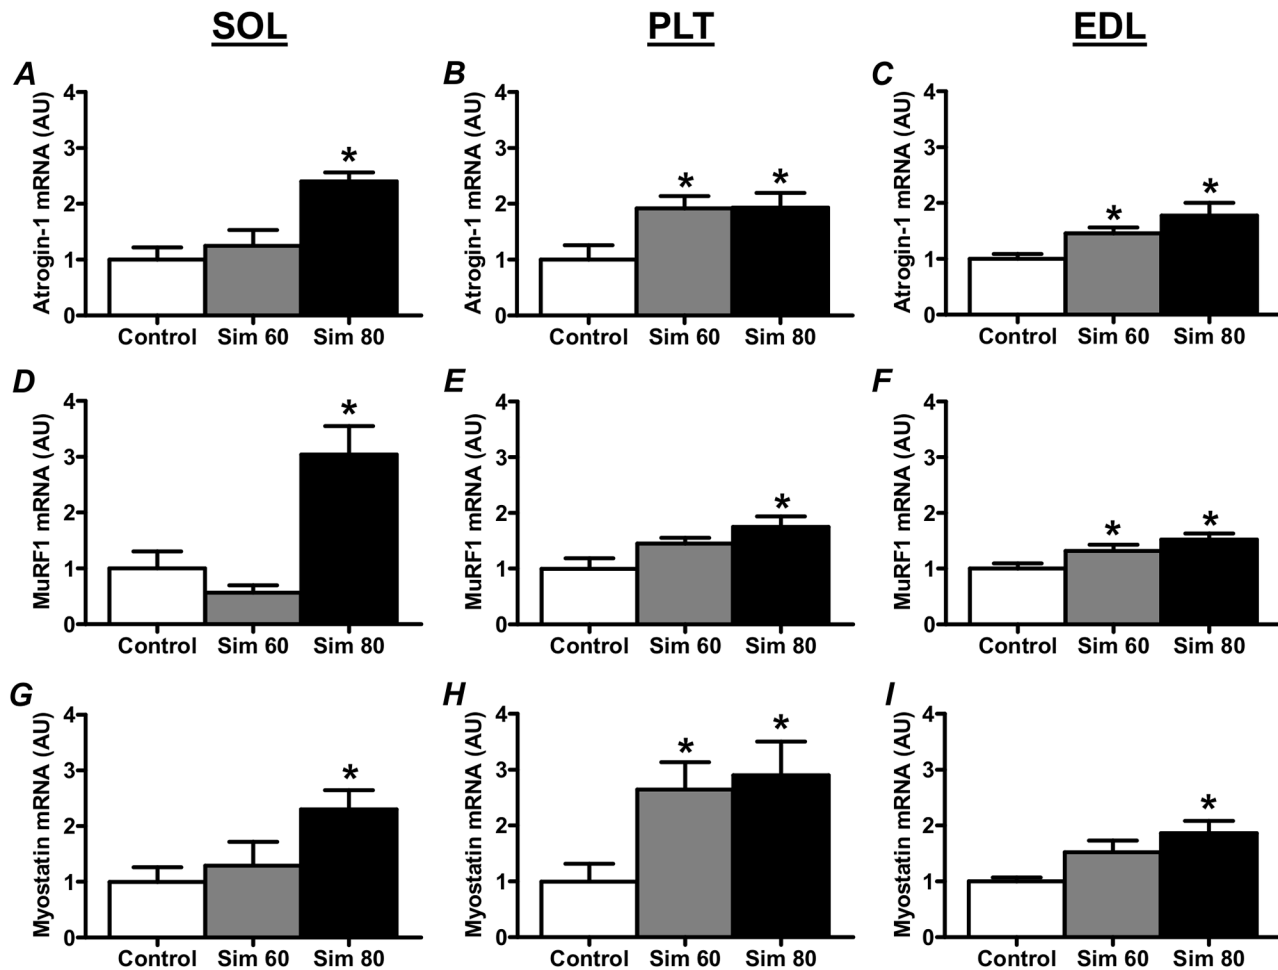 SOL PLT EDL
A B C
Atrogin-1 mRNA (AU) Atrogin-1 mRNA (AU) Atrogin-1 mRNA (AU)
4 4 4
3 3 3
* * * * *
2 2 2
1 1 1
0 0 0
Control Sim 60 Sim 80 Control Sim 60 Sim 80 Control Sim 60 Sim 80
D E F
MuRF1 mRNA (AU) MuRF1 mRNA (AU) MuRF1 mRNA (AU)
4 4 4
* * * *
3 3 3
2 2 2
1 1 1
0 0 0
Control Sim 60 Sim 80 Control Sim 60 Sim 80 Control Sim 60 Sim 80
G H I
Myostatin mRNA (AU) Myostatin mRNA (AU) Myostatin mRNA (AU)
4 4 4
* * * *
3 3 3
2 2 2
1 1 1
0 0 0
Control Sim 60 Sim 80 Control Sim 60 Sim 80 Control Sim 60 Sim 80